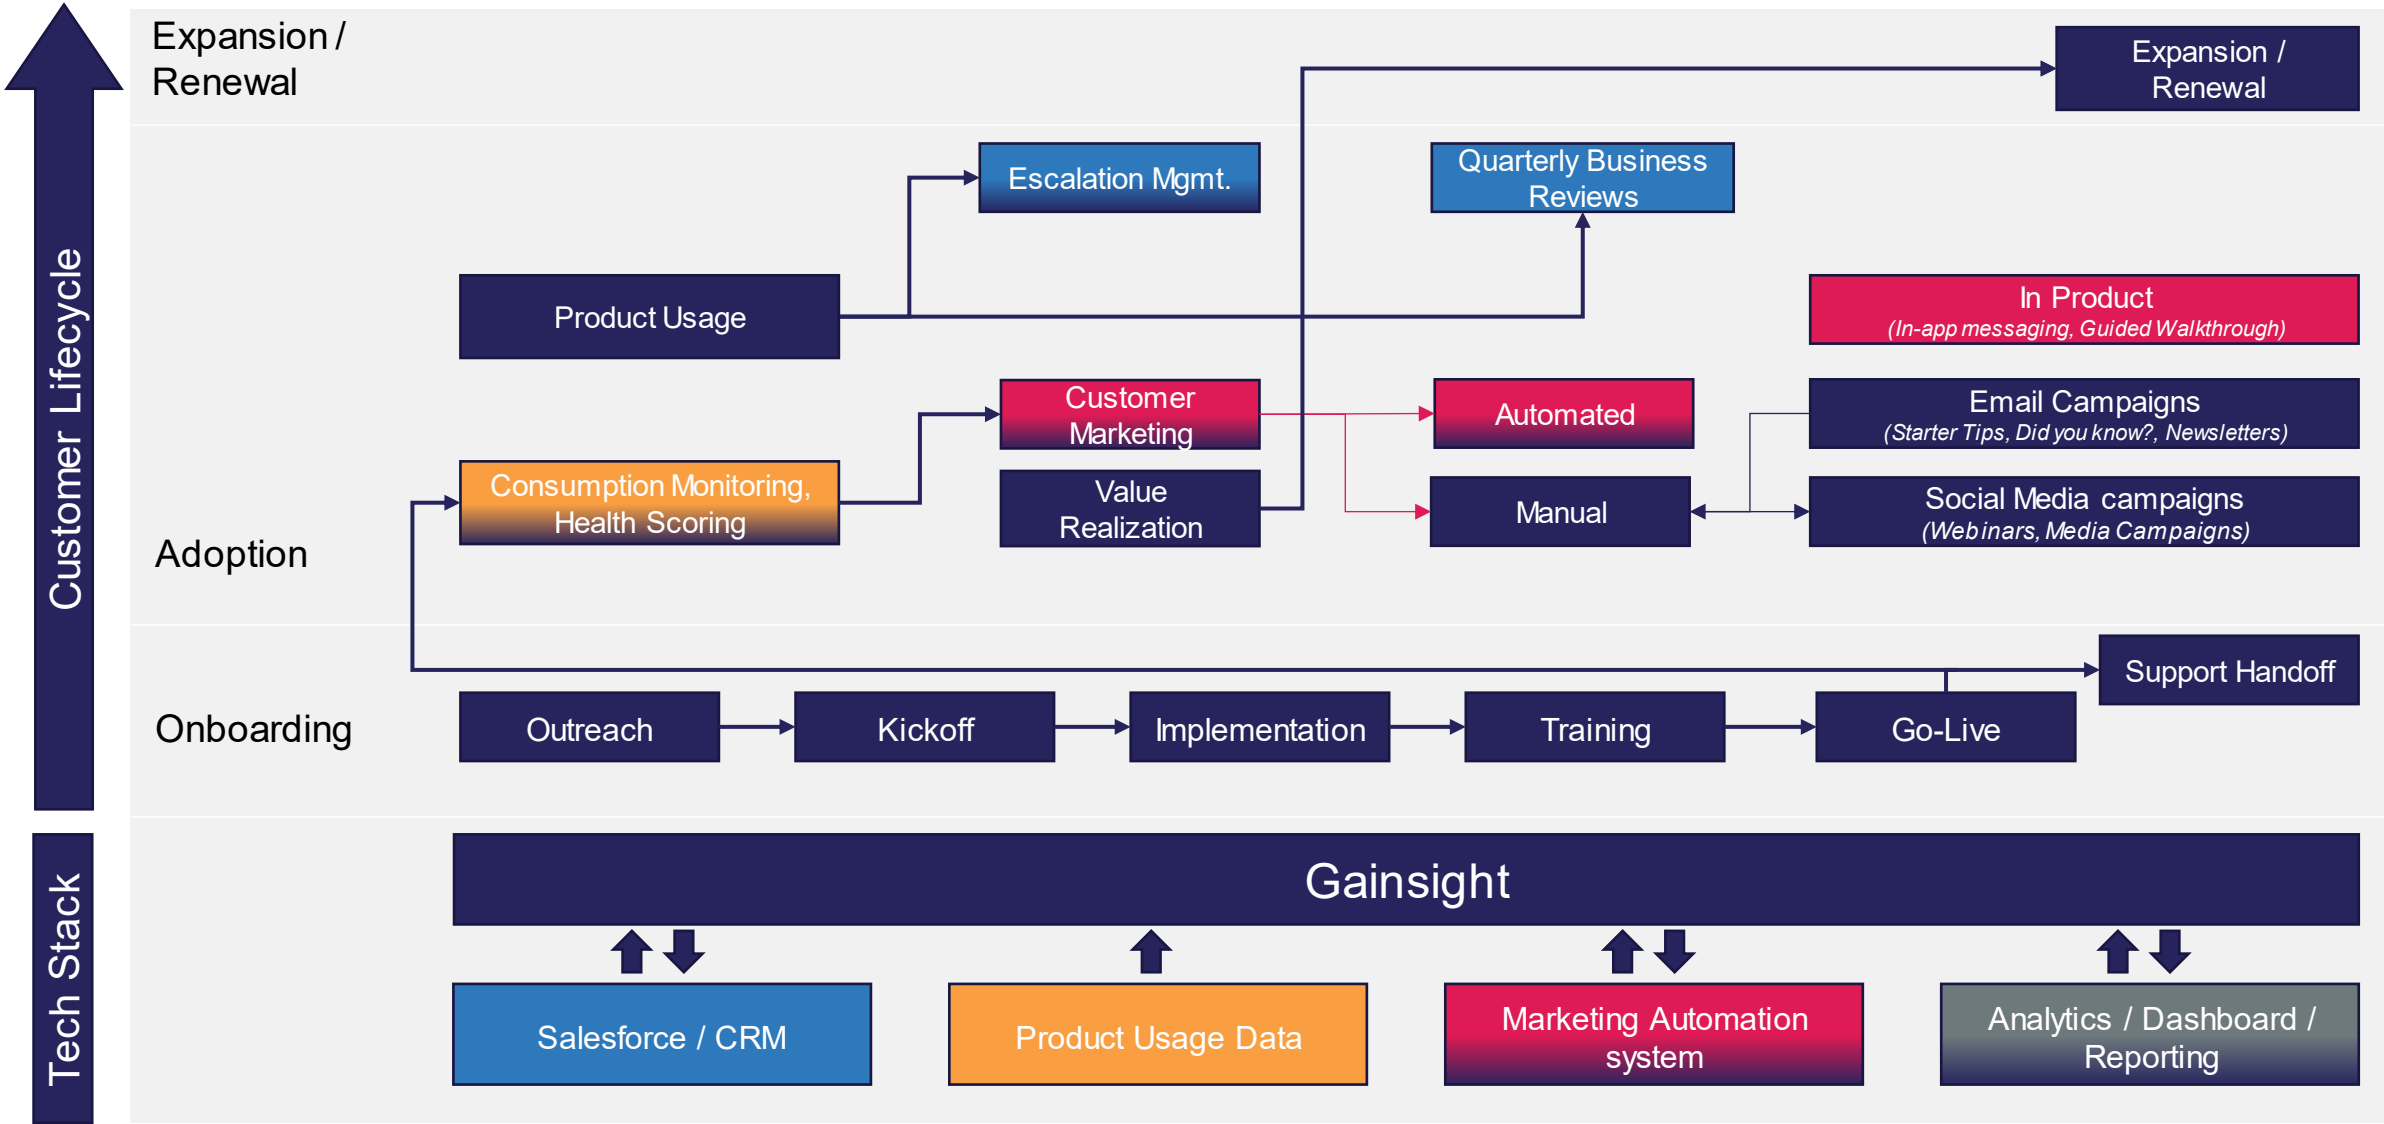 Expansion /
Renewal
Expansion /
Renewal
Escalation Mgmt.
Quarterly Business
Reviews
Product Usage
In Product
(In-app messaging, Guided Walkthrough)
Customer
Marketing
Automated
Email Campaigns
(Starter Tips, Did you know?, Newsletters)
Consumption Monitoring,
Health Scoring
Value
Realization
Manual
Social Media campaigns
(Webinars, Media Campaigns)
Adoption
Customer Lifecycle
Support Handoff
Onboarding
Outreach
Kickoff
Implementation
Training
Go-Live
Tech Stack
Gainsight
Salesforce / CRM
Product Usage Data
Marketing Automation
system
Analytics / Dashboard /
Reporting